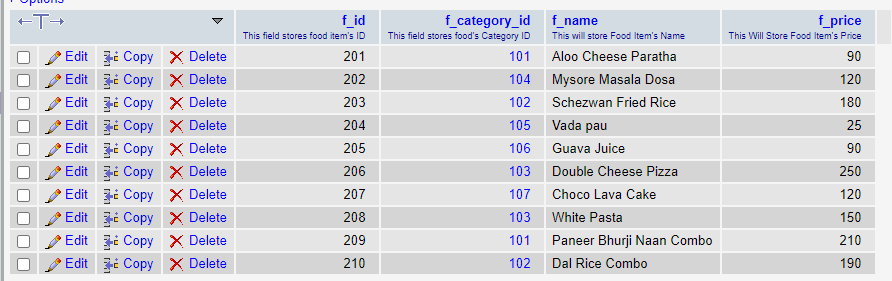 Options
f_id f_category_id f_name f_price
This field stores food item's ID This field stores food's Category ID This will store Food Item's Name This Will Store Food Item's Price
Edit Copy Delete 201 101 Aloo Cheese Paratha 90
Edit Copy Delete 202 104 Mysore Masala Dosa 120
Edit Copy Delete 203 102 Schezwan Fried Rice 180
Edit Copy Delete 204 105 Vada pau 25
Edit Copy Delete 205 106 Guava Juice 90
Edit Copy Delete 206 103 Double Cheese Pizza 250
Edit Copy Delete 207 107 Choco Lava Cake 120
Edit Copy Delete 208 103 White Pasta 150
Edit Copy Delete 209 101 Paneer Bhurji Naan Combo 210
Edit Copy Delete 210 102 Dal Rice Combo 190